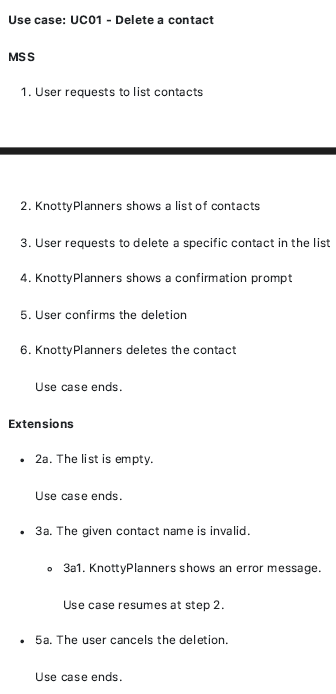 Use case: UC01 - Delete a contact
MSS
1. User requests to list contacts
2. KnottyPlanners shows a list of contacts
3. User requests to delete a specific contact in the list
4. KnottyPlanners shows a confirmation prompt
5. User confirms the deletion
6. KnottyPlanners deletes the contact
Use case ends.
Extensions
• 2a. The list is empty.
Use case ends.
• 3a. The given contact name is invalid.
◦ 3a1. KnottyPlanners shows an error message.
Use case resumes at step 2.
• 5a. The user cancels the deletion.
Use case ends.